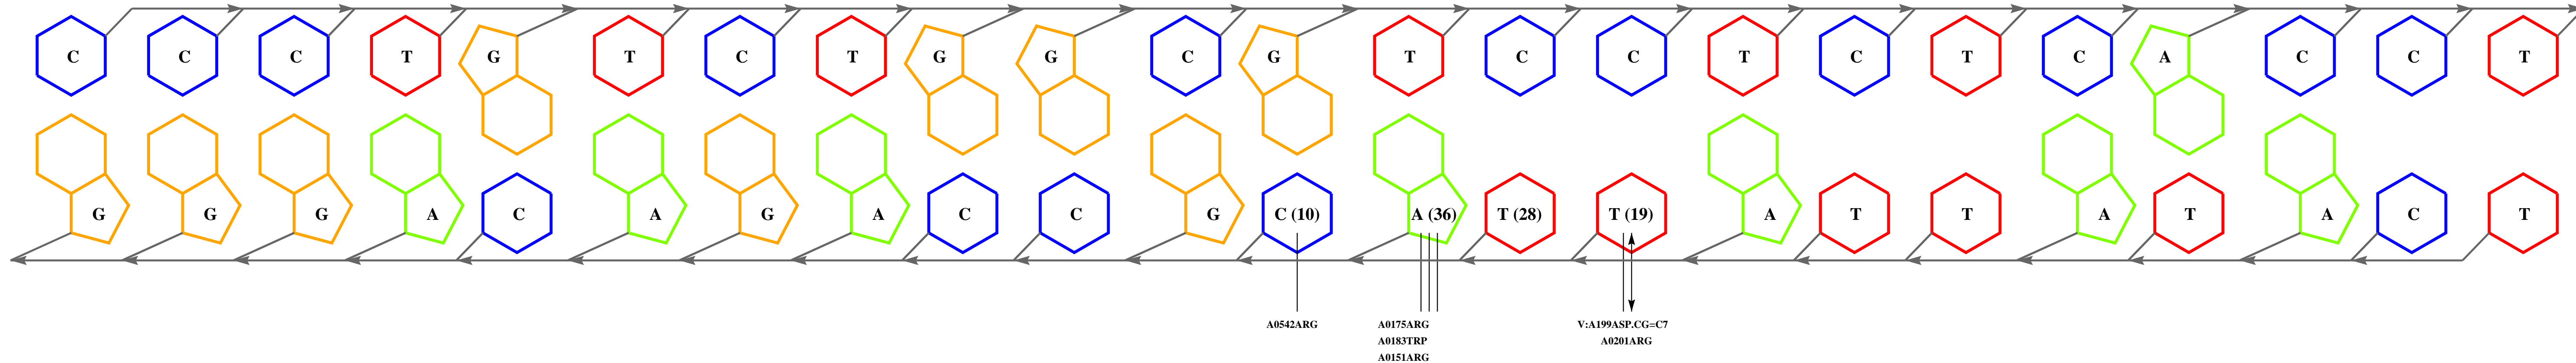 C C C T G T C T G G C G T C C T C T C A C C T
G G G A C A G A C C G C (10) A (36) T (28) T (19) A T T A T A C T
A0542ARG A0175ARG V:A199ASP.CG=C7
A0183TRP A0201ARG
A0151ARG